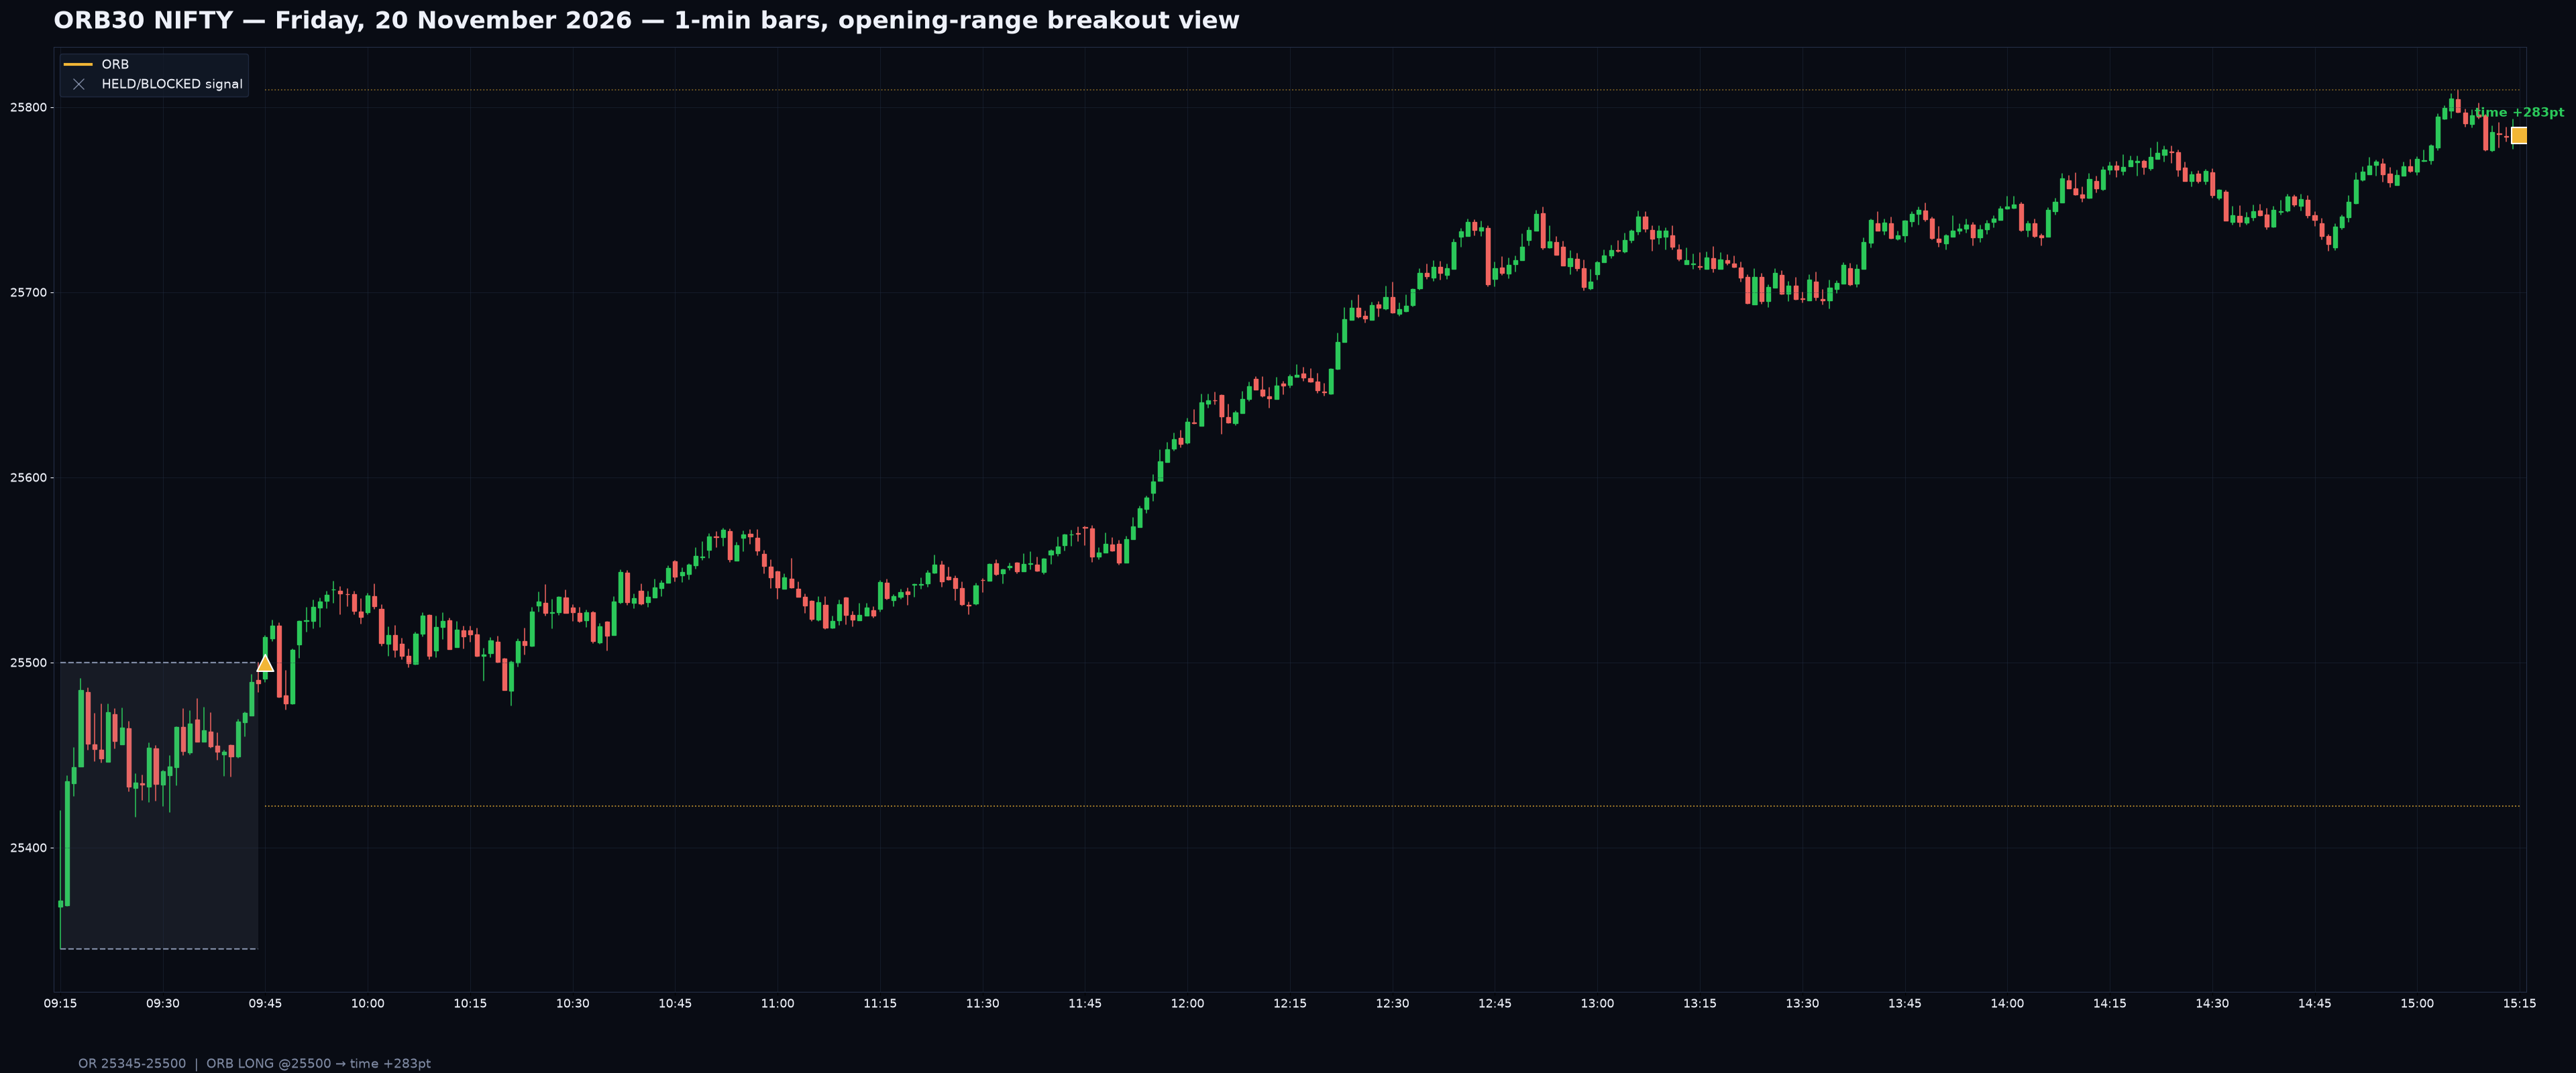 ORB30 NIFTY — Friday, 20 November 2026 — 1-min bars, opening-range breakout view
ORB
HELD/BLOCKED signal
time +283pt
25800
25700
25600
25500
25400
09:15 09:30 09:45 10:00 10:15 10:30 10:45 11:00 11:15 11:30 11:45 12:00 12:15 12:30 12:45 13:00 13:15 13:30 13:45 14:00 14:15 14:30 14:45 15:00 15:15
OR 25345-25500 | ORB LONG @25500 → time +283pt